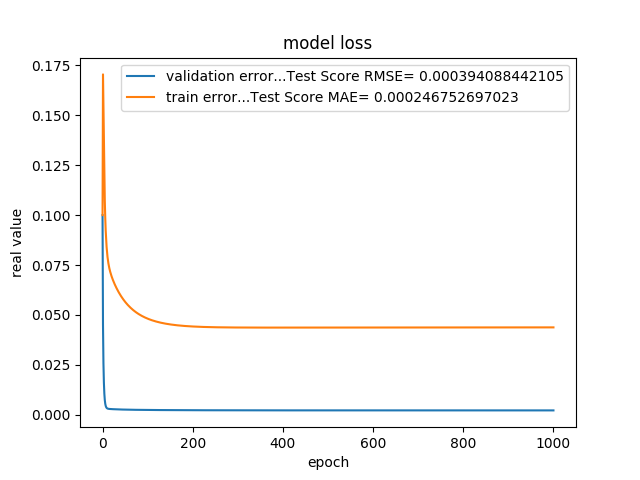 model loss
validation error...Test Score RMSE= 0.000394088442105
train error...Test Score MAE= 0.000246752697023
real value
0.175
0.150
0.125
0.100
0.075
0.050
0.025
0.000
0 200 400 600 800 1000
epoch